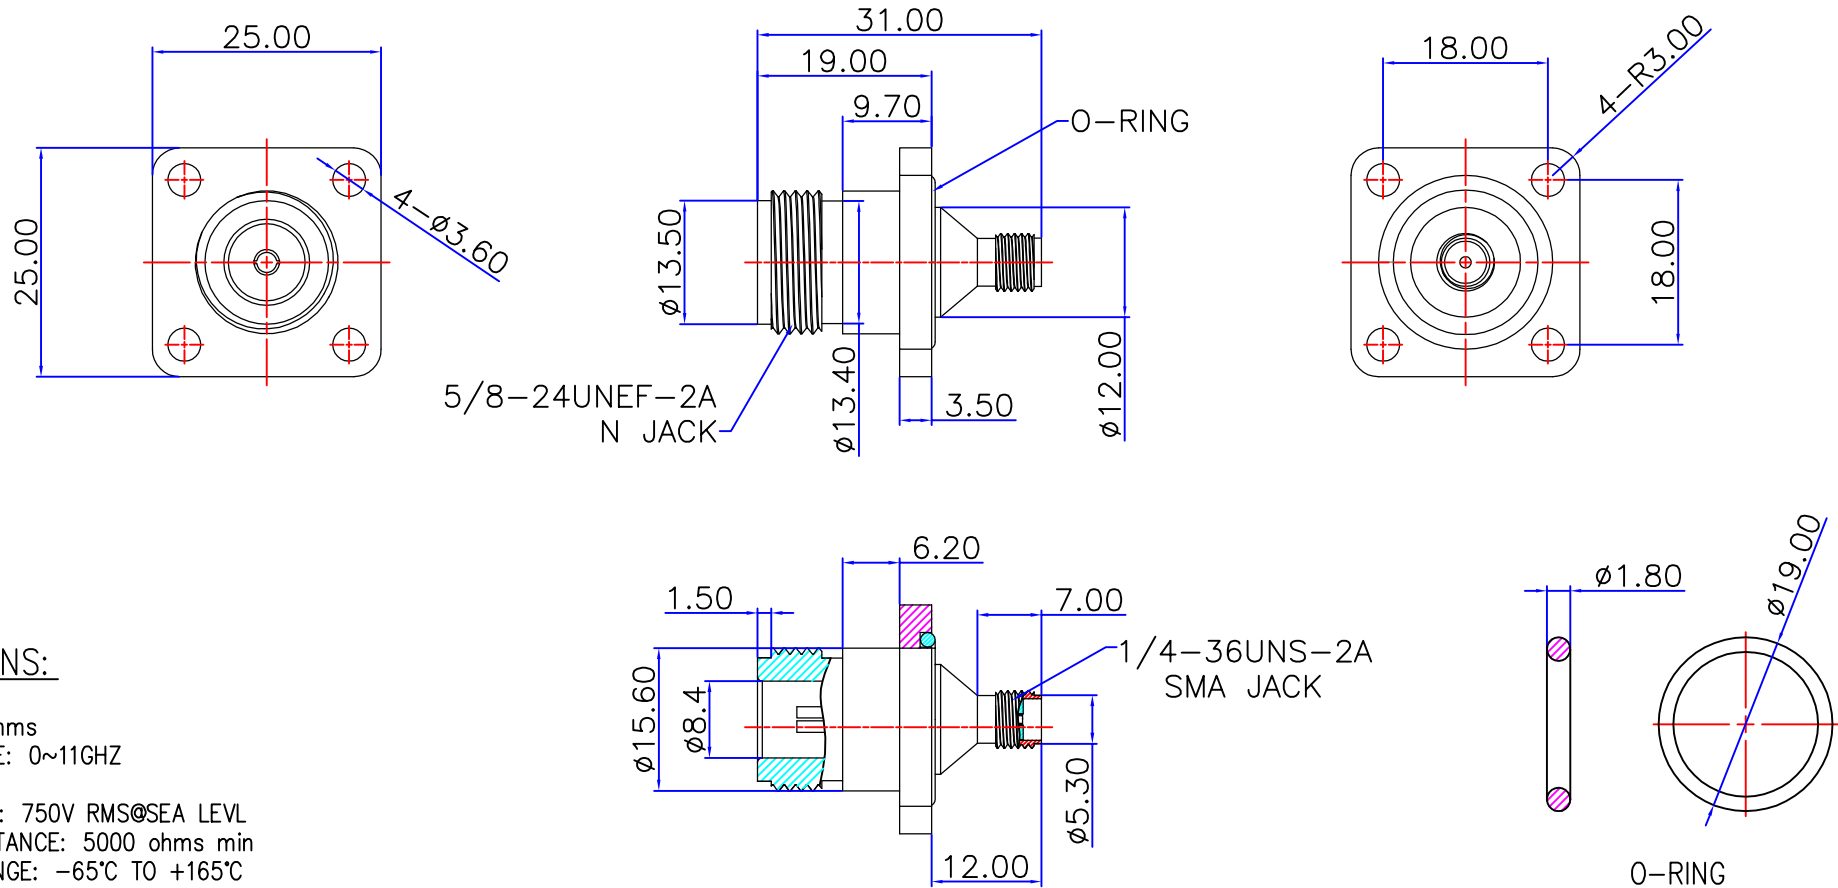 25.00
25.00
4-ø3.60
31.00
19.00
9.70
O-RING
ø13.50
5/8-24UNEF-2A
N JACK
ø13.40
3.50
ø12.00
18.00
4-R3.00
18.00
6.20
1.50
7.00
1/4-36UNS-2A
SMA JACK
ø15.60
ø8.4
ø5.30
12.00
ø1.80
ø19.00
O-RING
NS:
hms
E: 0~11GHZ
: 750V RMS@SEA LEVL
TANCE: 5000 ohms min
NGE: -65°C TO +165°C